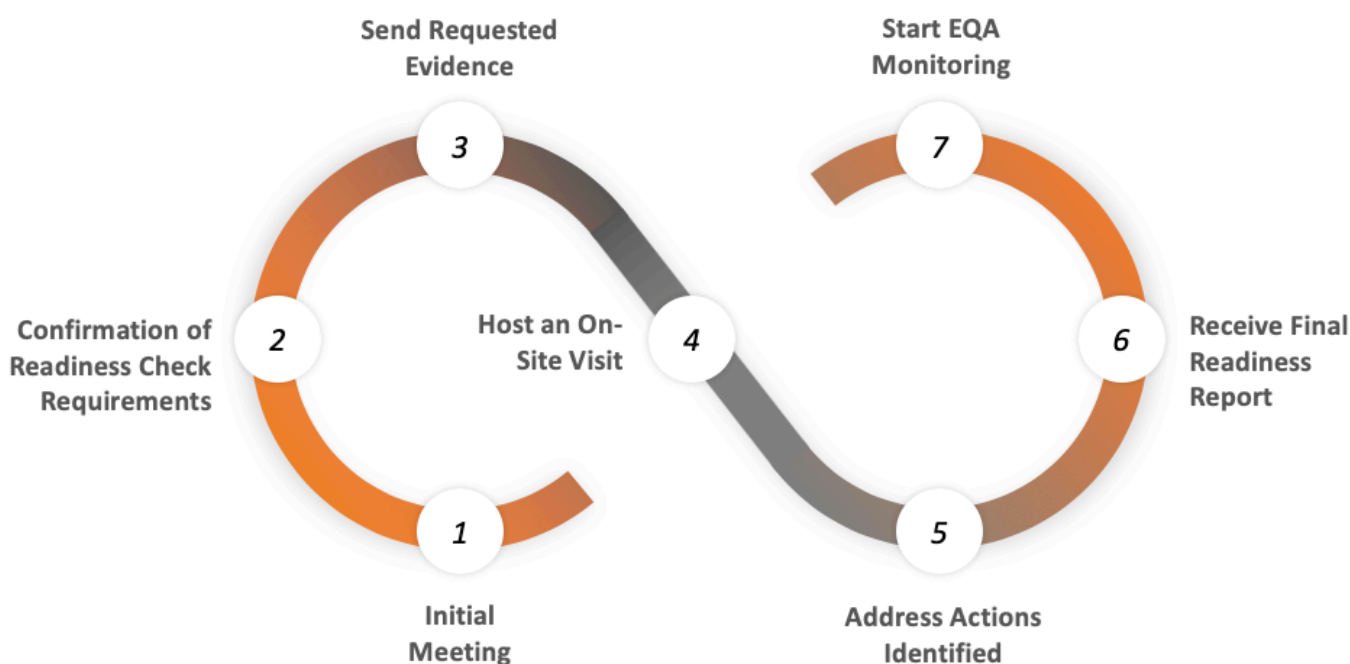 Send Requested
Evidence
Start EQA
Monitoring
3
7
Confirmation of
Readiness Check
Requirements
2
Host an On-
Site Visit
4
6
Receive Final
Readiness
Report
1
5
Initial
Meeting
Address Actions
Identified